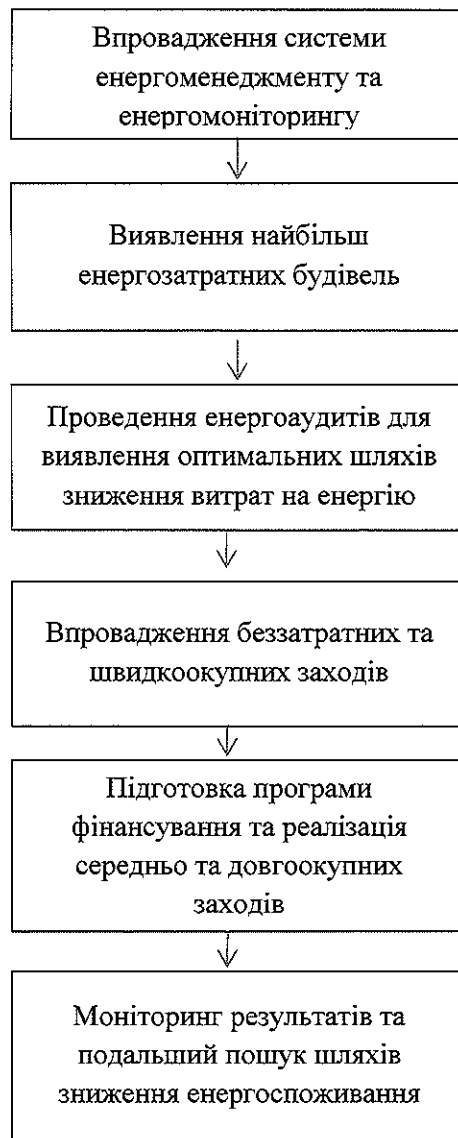 Впровадження системи
енергоменеджменту та
енергомоніторингу
Виявлення найбільш
енергозатратних будівель
Проведення енергоаудитів для
виявлення оптимальних шляхів
зниження витрат на енергію
Впровадження беззатратних та
швидкоокупних заходів
Підготовка програми
фінансування та реалізація
середньо та довгоокупних
заходів
Моніторинг результатів та
подальший пошук шляхів
зниження енергоспоживання